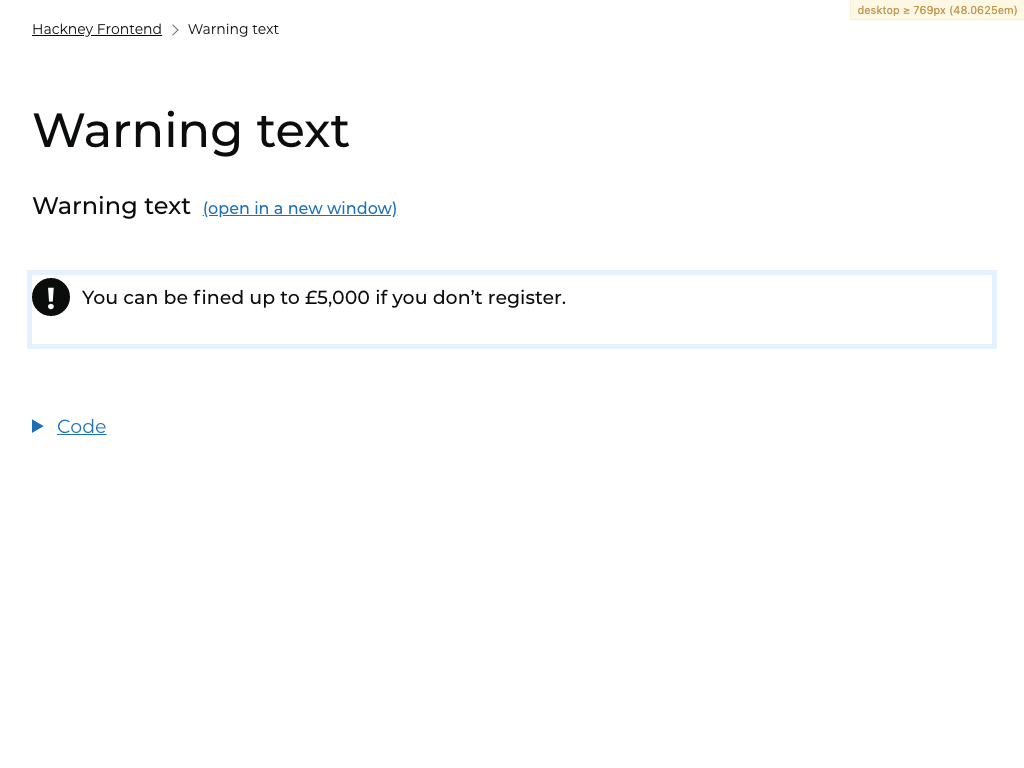 desktop ≥ 769px (48.0625em)
Hackney Frontend > Warning text
Warning text
Warning text (open in a new window)
! You can be fined up to £5,000 if you don’t register.
Code